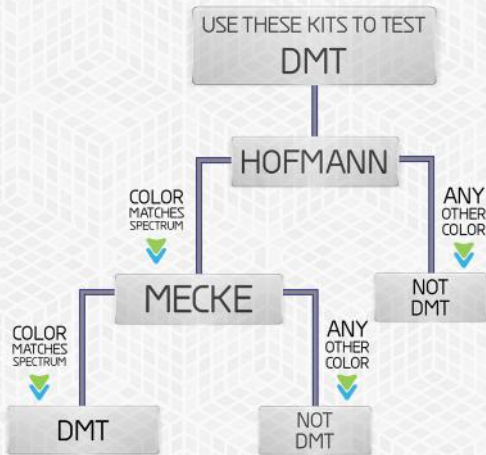 USE THESE KITS TO TEST
DMT
HOFMANN
COLOR
MATCHES
SPECTRUM
ANY
OTHER
COLOR
MECKE
NOT
DMT
COLOR
MATCHES
SPECTRUM
ANY
OTHER
COLOR
DMT
NOT
DMT